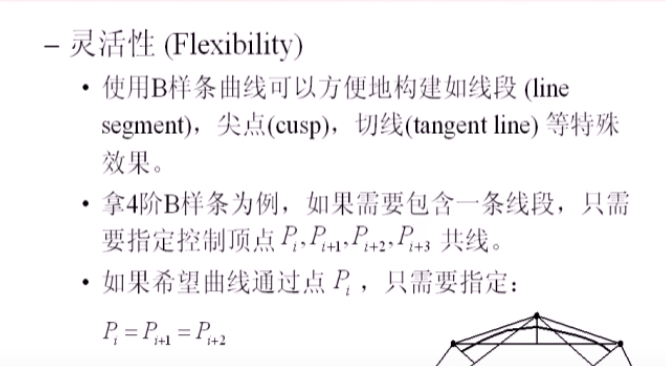 – 灵活性 (Flexibility)
• 使用B样条曲线可以方便地构建如线段 (line
segment)，尖点(cusp)，切线(tangent line) 等特殊
效果。
• 拿4阶B样条为例，如果需要包含一条线段，只需
要指定控制顶点 P_i, P_{i+1}, P_{i+2}, P_{i+3} 共线。
• 如果希望曲线通过点 P_i ，只需要指定：
P_i = P_{i+1} = P_{i+2}